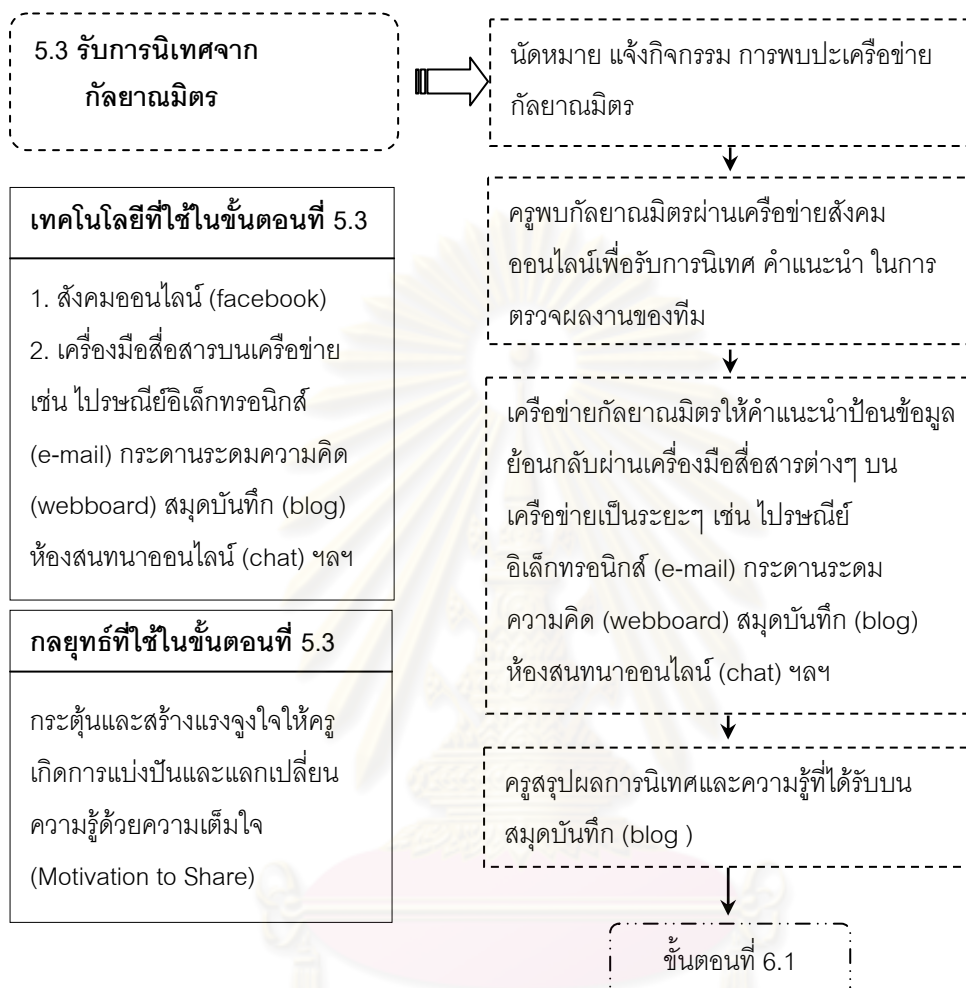 5.3 รับการนิเทศจาก
กัลยาณมิตร
นัดหมาย แจ้งกิจกรรม การพบปะเครือข่าย
กัลยาณมิตร
เทคโนโลยีที่ใช้ในขั้นตอนที่ 5.3
1. สังคมออนไลน์ (facebook)
2. เครื่องมือสื่อสารบนเครือข่าย
เช่น ไปรษณีย์อิเล็กทรอนิกส์
(e-mail) กระดานระดมความคิด
(webboard) สมุดบันทึก (blog)
ห้องสนทนาออนไลน์ (chat) ฯลฯ
กลยุทธ์ที่ใช้ในขั้นตอนที่ 5.3
กระตุ้นและสร้างแรงจูงใจให้ครู
เกิดการแบ่งปันและแลกเปลี่ยน
ความรู้ด้วยความเต็มใจ
(Motivation to Share)
ครูพบกัลยาณมิตรผ่านเครือข่ายสังคม
ออนไลน์เพื่อรับการนิเทศ คำแนะนำ ในการ
ตรวจผลงานของทีม
เครือข่ายกัลยาณมิตรให้คำแนะนำป้อนข้อมูล
ย้อนกลับผ่านเครื่องมือสื่อสารต่างๆ บน
เครือข่ายเป็นระยะๆ เช่น ไปรษณีย์
อิเล็กทรอนิกส์ (e-mail) กระดานระดม
ความคิด (webboard) สมุดบันทึก (blog)
ห้องสนทนาออนไลน์ (chat) ฯลฯ
ครูสรุปผลการนิเทศและความรู้ที่ได้รับบน
สมุดบันทึก (blog )
ขั้นตอนที่ 6.1